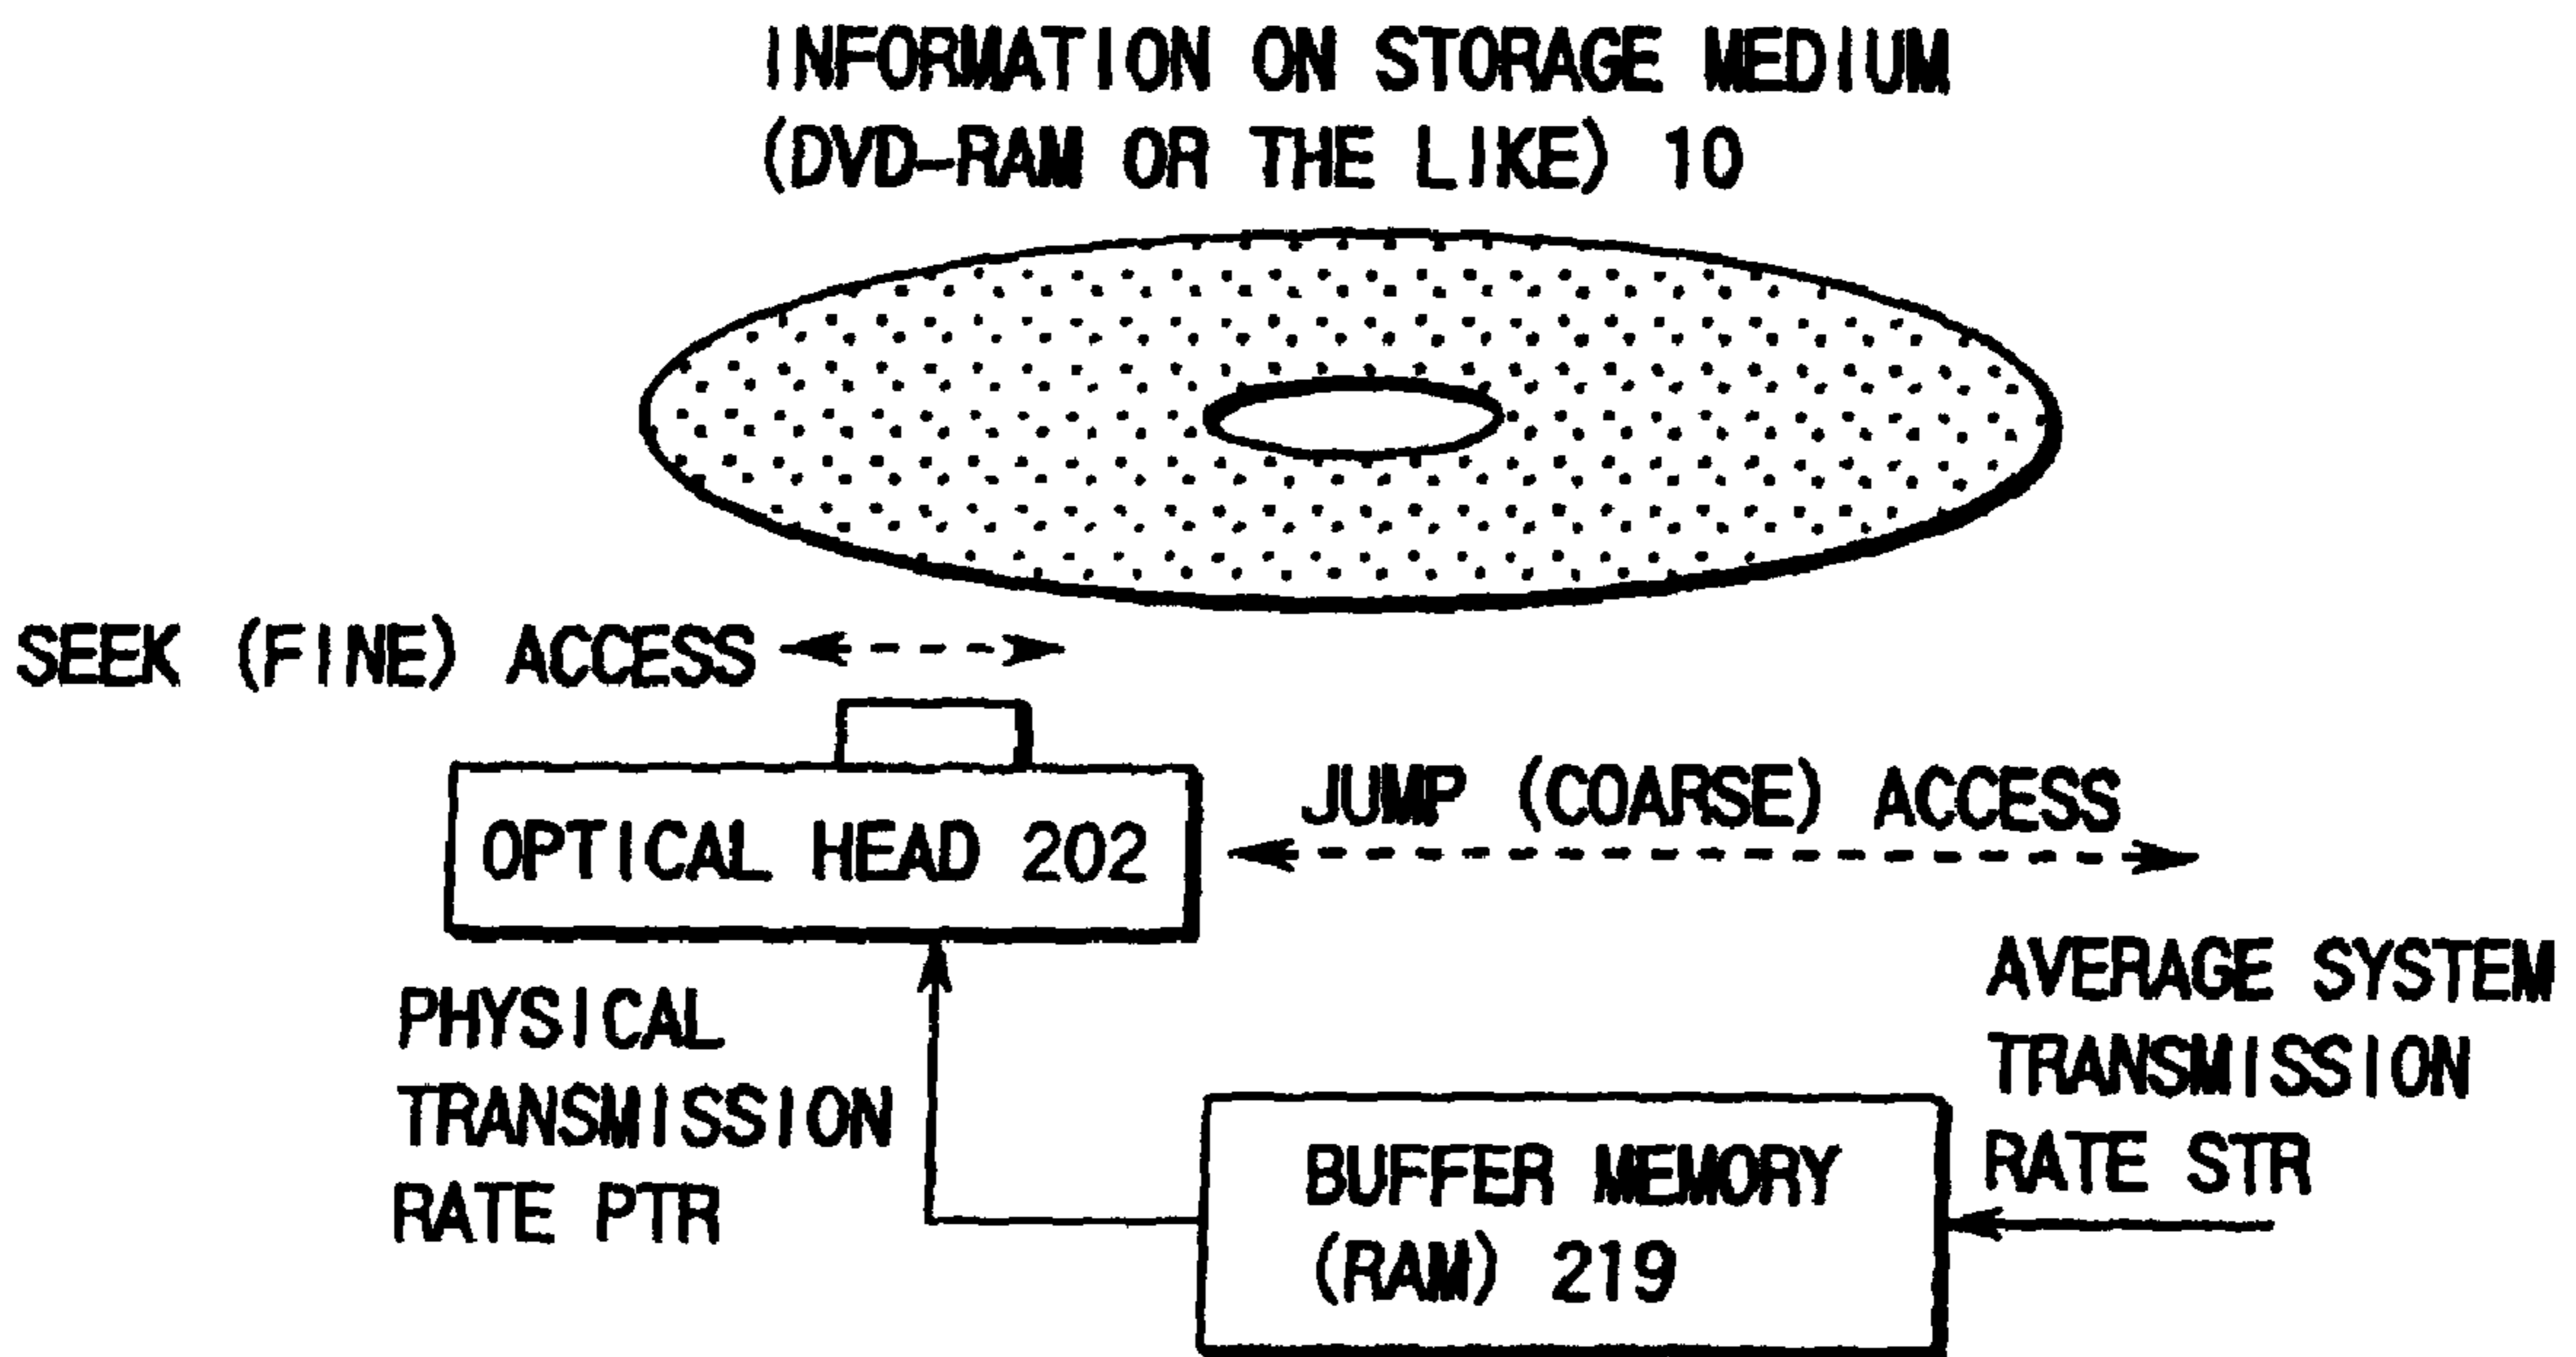 INFORMATION ON STORAGE MEDIUM
(DVD-RAM OR THE LIKE) 10
SEEK (FINE) ACCESS
OPTICAL HEAD 202
JUMP (COARSE) ACCESS
PHYSICAL
TRANSMISSION
RATE PTR
AVERAGE SYSTEM
TRANSMISSION
RATE STR
BUFFER MEMORY
(RAM) 219